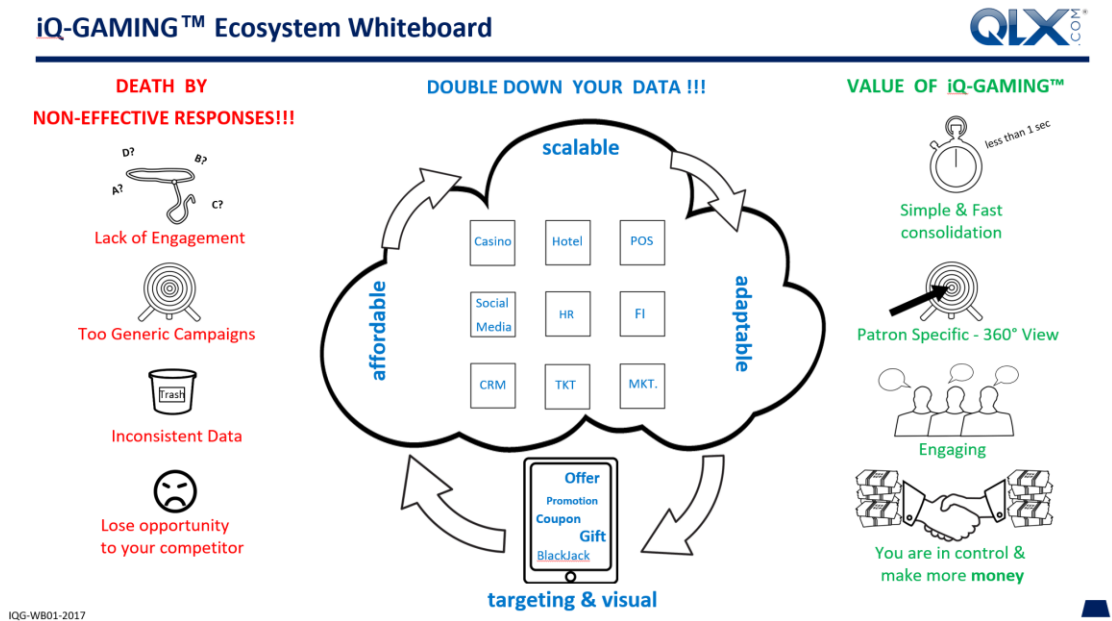 iQ-GAMING™ Ecosystem Whiteboard
QLX.COM®
DEATH BY
NON-EFFECTIVE RESPONSES!!!
D?
B?
A?
C?
Lack of Engagement
Too Generic Campaigns
Trash
Inconsistent Data
Lose opportunity
to your competitor
DOUBLE DOWN YOUR DATA !!!
scalable
affordable
adaptable
Casino
Hotel
POS
Social
Media
HR
FI
CRM
TKT
MKT.
Offer
Promotion
Coupon
Gift
BlackJack
targeting & visual
VALUE OF iQ-GAMING™
less than 1 sec
Simple & Fast
consolidation
Patron Specific - 360° View
Engaging
You are in control &
make more money
IQG-WB01-2017